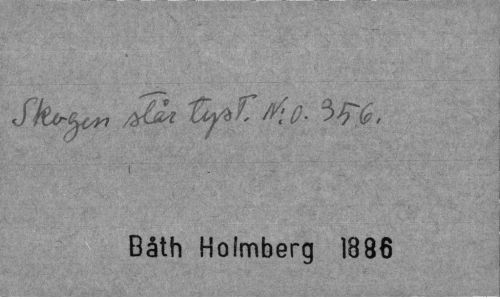 Skogen står tyst. N:o. 356.
Båth Holmberg 1886